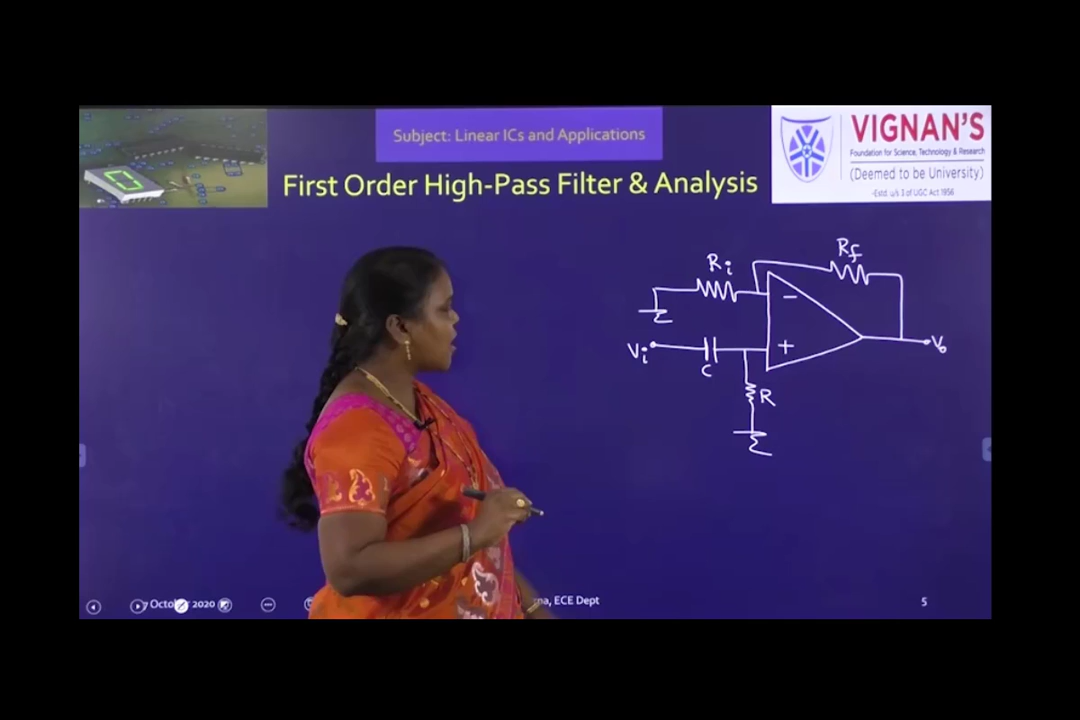 Subject: Linear ICs and Applications
VIGNAN'S
Foundation for Science, Technology & Research
(Deemed to be University)
-Estd. u/s 3 of UGC Act 1956
First Order High-Pass Filter & Analysis
Rf
Ri
-
Vi
C
+
Vo
R
2020
ECE Dept
5